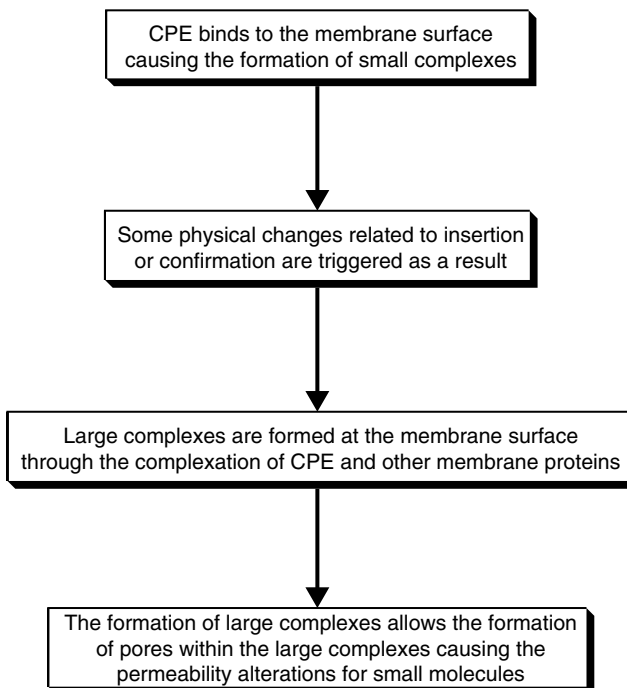 CPE binds to the membrane surface
causing the formation of small complexes
Some physical changes related to insertion
or confirmation are triggered as a result
Large complexes are formed at the membrane surface
through the complexation of CPE and other membrane proteins
The formation of large complexes allows the formation
of pores within the large complexes causing the
permeability alterations for small molecules